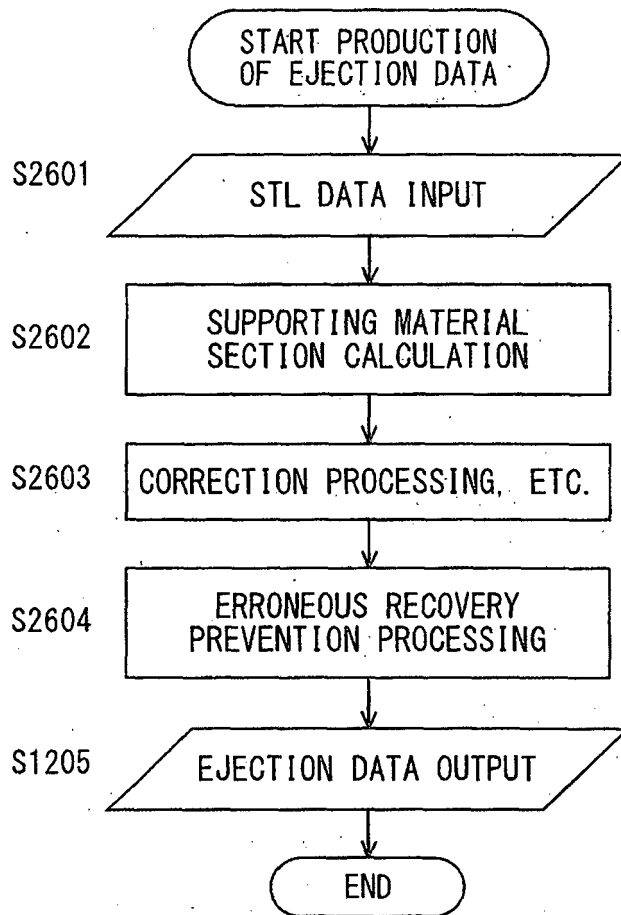 START PRODUCTION
OF EJECTION DATA
S2601
STL DATA INPUT
S2602
SUPPORTING MATERIAL
SECTION CALCULATION
S2603
CORRECTION PROCESSING, ETC.
S2604
ERRONEOUS RECOVERY
PREVENTION PROCESSING
S1205
EJECTION DATA OUTPUT
END